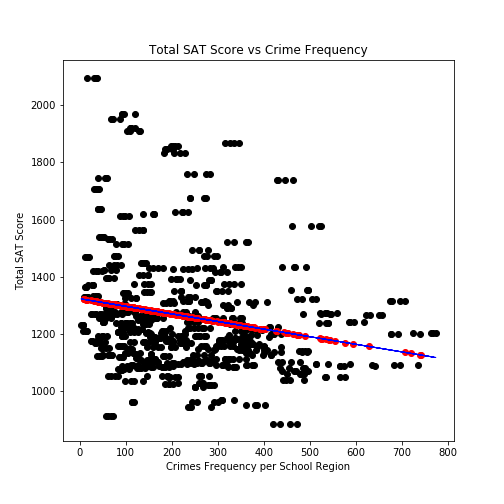 Total SAT Score vs Crime Frequency
2000
1800
1600
1400
1200
1000
Total SAT Score
0 100 200 300 400 500 600 700 800
Crimes Frequency per School Region